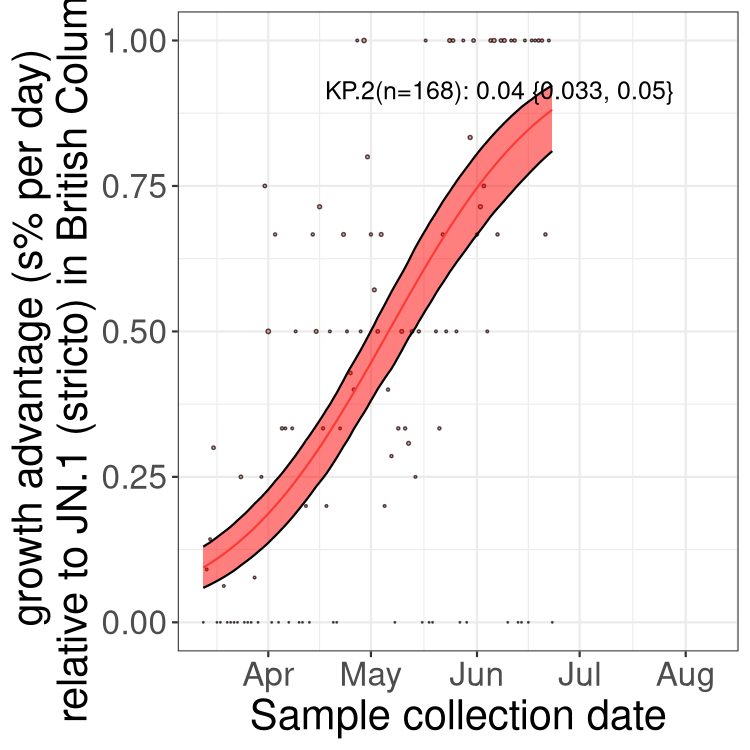 growth advantage (s% per day)
relative to JN.1 (stricto) in British Colum
1.00
0.75
0.50
0.25
0.00
KP.2(n=168): 0.04 {0.033, 0.05}
Apr May Jun Jul Aug
Sample collection date